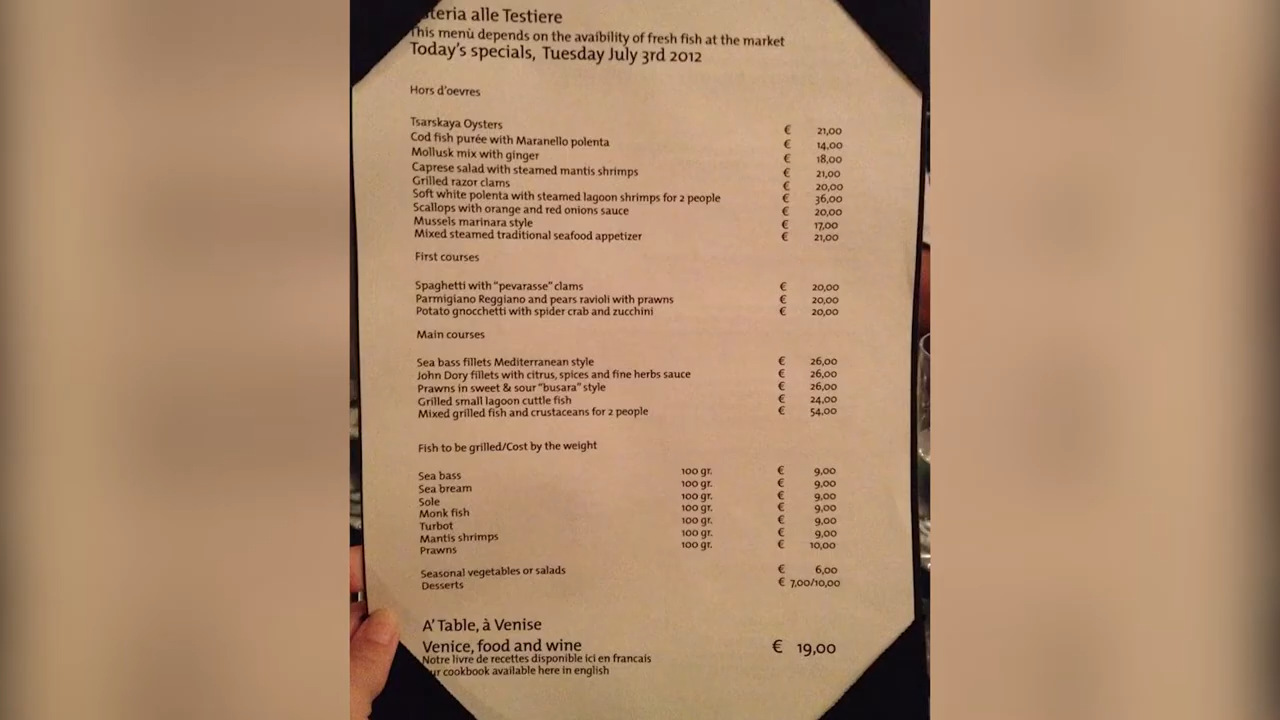 teria alle Testiere
This menù depends on the avaibility of fresh fish at the market
Today's specials, Tuesday July 3rd 2012
Hors d'oevres
Tsarskaya Oysters € 21,00
Cod fish purée with Maranello polenta € 14,00
Mollusk mix with ginger € 18,00
Caprese salad with steamed mantis shrimps € 21,00
Grilled razor clams € 20,00
Soft white polenta with steamed lagoon shrimps for 2 people € 36,00
Scallops with orange and red onions sauce € 20,00
Mussels marinara style € 17,00
Mixed steamed traditional seafood appetizer € 21,00
First courses
Spaghetti with "pevarasse" clams € 20,00
Parmigiano Reggiano and pears ravioli with prawns € 20,00
Potato gnocchetti with spider crab and zucchini € 20,00
Main courses
Sea bass fillets Mediterranean style € 26,00
John Dory fillets with citrus, spices and fine herbs sauce € 26,00
Prawns in sweet & sour "busara" style € 26,00
Grilled small lagoon cuttle fish € 24,00
Mixed grilled fish and crustaceans for 2 people € 54,00
Fish to be grilled/Cost by the weight
Sea bass 100 gr. € 9,00
Sea bream 100 gr. € 9,00
Sole 100 gr. € 9,00
Monk fish 100 gr. € 9,00
Turbot 100 gr. € 9,00
Mantis shrimps 100 gr. € 9,00
Prawns 100 gr. € 10,00
Seasonal vegetables or salads € 6,00
Desserts € 7,00/10,00
A' Table, à Venise
Venice, food and wine € 19,00
Notre livre de recettes disponible ici en francais
ur cookbook available here in english